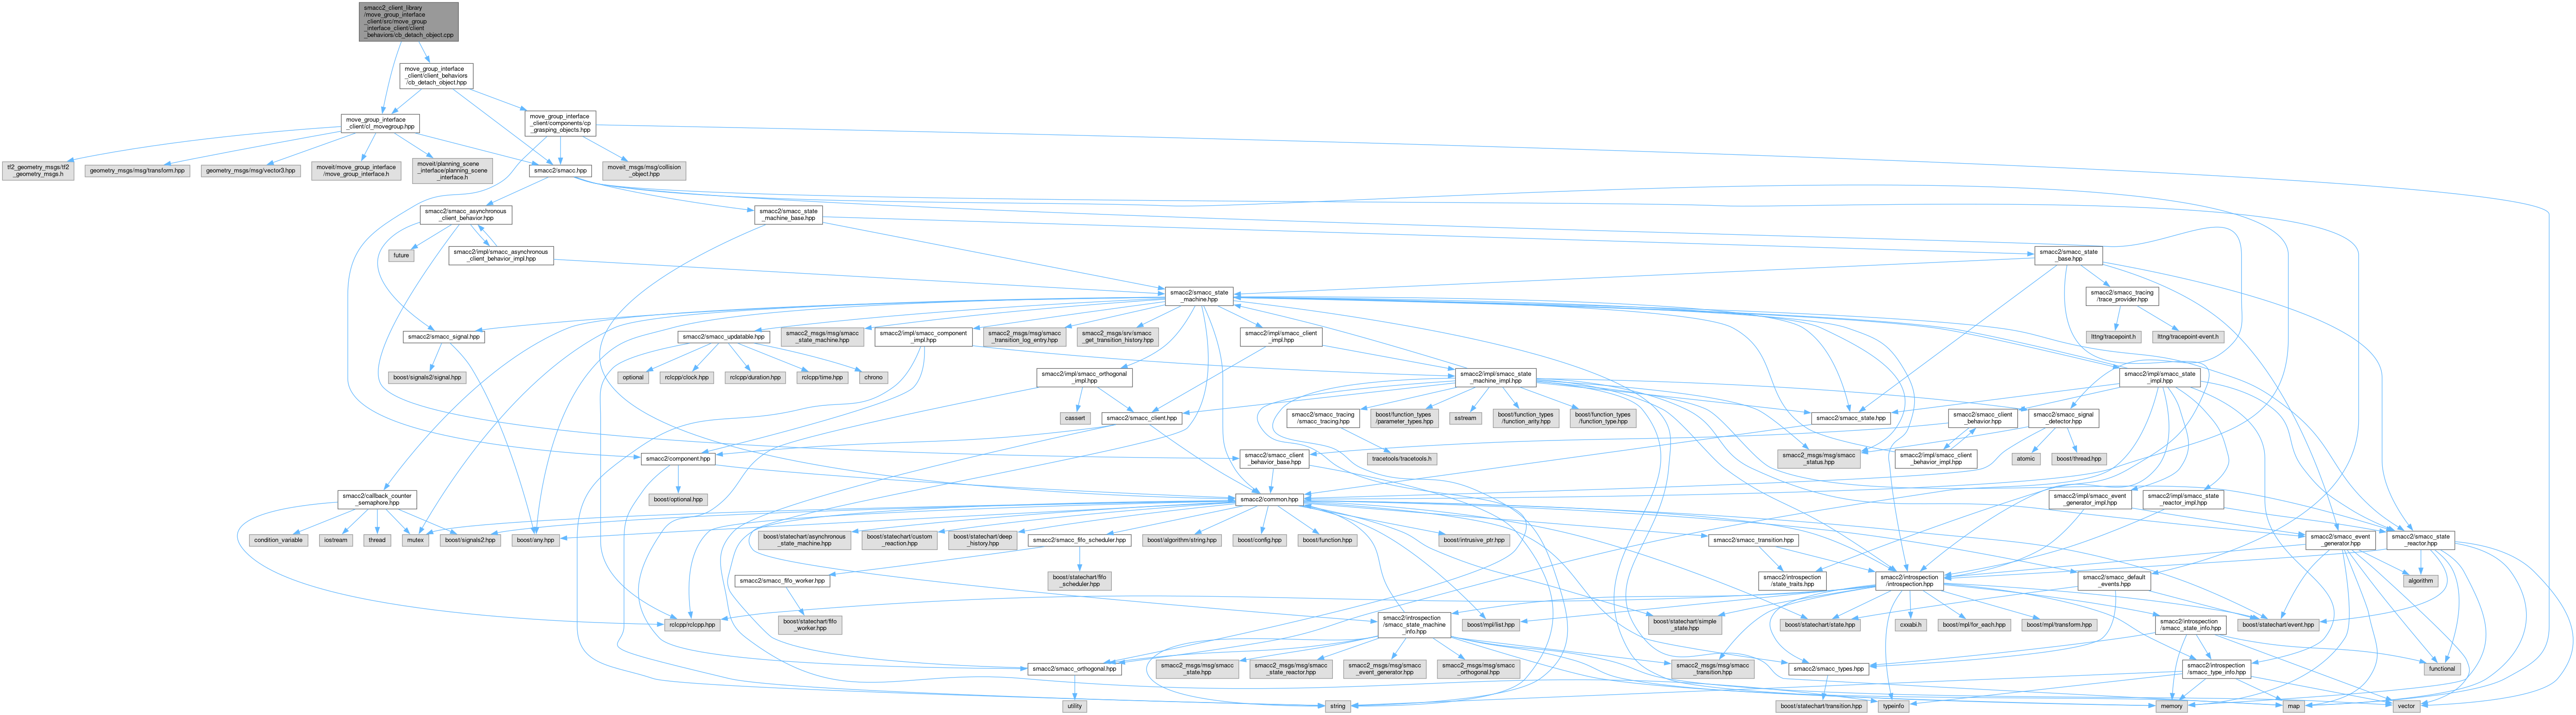 smacc2_client_library
/move_group_interface
_client/src/move_group
_interface_client/client
_behaviors/cb_detach_object.cpp
move_group_interface
_client/client_behaviors
/cb_detach_object.hpp
move_group_interface
_client/cl_movegroup.hpp
move_group_interface
_client/components/cp
_grasping_objects.hpp
tf2_geometry_msgs/tf2
_geometry_msgs.h
geometry_msgs/msg/transform.hpp
geometry_msgs/msg/vector3.hpp
moveit/move_group_interface
/move_group_interface.h
moveit/planning_scene
_interface/planning_scene
_interface.h
smacc2/smacc.hpp
moveit_msgs/msg/collision
_object.hpp
smacc2/smacc_asynchronous
_client_behavior.hpp
smacc2/smacc_state
_machine_base.hpp
future
smacc2/impl/smacc_asynchronous
_client_behavior_impl.hpp
smacc2/smacc_state
_base.hpp
smacc2/smacc_state
_machine.hpp
smacc2/smacc_tracing
/trace_provider.hpp
smacc2/smacc_signal.hpp
smacc2/smacc_updatable.hpp
smacc2_msgs/msg/smacc
_state_machine.hpp
smacc2/impl/smacc_component
_impl.hpp
smacc2_msgs/msg/smacc
_transition_log_entry.hpp
smacc2_msgs/srv/smacc
_get_transition_history.hpp
smacc2/impl/smacc_client
_impl.hpp
lttng/tracepoint.h
lttng/tracepoint-event.h
boost/signals2/signal.hpp
optional
rclcpp/clock.hpp
rclcpp/duration.hpp
rclcpp/time.hpp
chrono
smacc2/impl/smacc_orthogonal
_impl.hpp
smacc2/impl/smacc_state
_machine_impl.hpp
smacc2/impl/smacc_state
_impl.hpp
cassert
smacc2/smacc_client.hpp
smacc2/smacc_tracing
/smacc_tracing.hpp
boost/function_types
/parameter_types.hpp
sstream
boost/function_types
/function_arity.hpp
boost/function_types
/function_type.hpp
smacc2/smacc_state.hpp
smacc2/smacc_client
_behavior.hpp
smacc2/smacc_signal
_detector.hpp
smacc2/component.hpp
smacc2/smacc_client
_behavior_base.hpp
tracetools/tracetools.h
smacc2_msgs/msg/smacc
_status.hpp
smacc2/impl/smacc_client
_behavior_impl.hpp
atomic
boost/thread.hpp
smacc2/callback_counter
_semaphore.hpp
boost/optional.hpp
smacc2/common.hpp
smacc2/impl/smacc_event
_generator_impl.hpp
smacc2/impl/smacc_state
_reactor_impl.hpp
condition_variable
iostream
thread
mutex
boost/signals2.hpp
boost/any.hpp
boost/statechart/asynchronous
_state_machine.hpp
boost/statechart/custom
_reaction.hpp
boost/statechart/deep
_history.hpp
smacc2/smacc_fifo_scheduler.hpp
boost/algorithm/string.hpp
boost/config.hpp
boost/function.hpp
boost/intrusive_ptr.hpp
smacc2/smacc_transition.hpp
smacc2/smacc_event
_generator.hpp
smacc2/smacc_state
_reactor.hpp
smacc2/smacc_fifo_worker.hpp
boost/statechart/fifo
_scheduler.hpp
smacc2/introspection
/state_traits.hpp
smacc2/introspection
/introspection.hpp
smacc2/smacc_default
_events.hpp
algorithm
rclcpp/rclcpp.hpp
boost/statechart/fifo
_worker.hpp
smacc2/introspection
/smacc_state_machine
_info.hpp
boost/mpl/list.hpp
boost/statechart/simple
_state.hpp
boost/statechart/state.hpp
cxxabi.h
boost/mpl/for_each.hpp
boost/mpl/transform.hpp
smacc2/introspection
/smacc_state_info.hpp
boost/statechart/event.hpp
smacc2/smacc_orthogonal.hpp
smacc2_msgs/msg/smacc
_state.hpp
smacc2_msgs/msg/smacc
_state_reactor.hpp
smacc2_msgs/msg/smacc
_event_generator.hpp
smacc2_msgs/msg/smacc
_orthogonal.hpp
smacc2_msgs/msg/smacc
_transition.hpp
smacc2/smacc_types.hpp
smacc2/introspection
/smacc_type_info.hpp
functional
utility
string
boost/statechart/transition.hpp
typeinfo
memory
map
vector